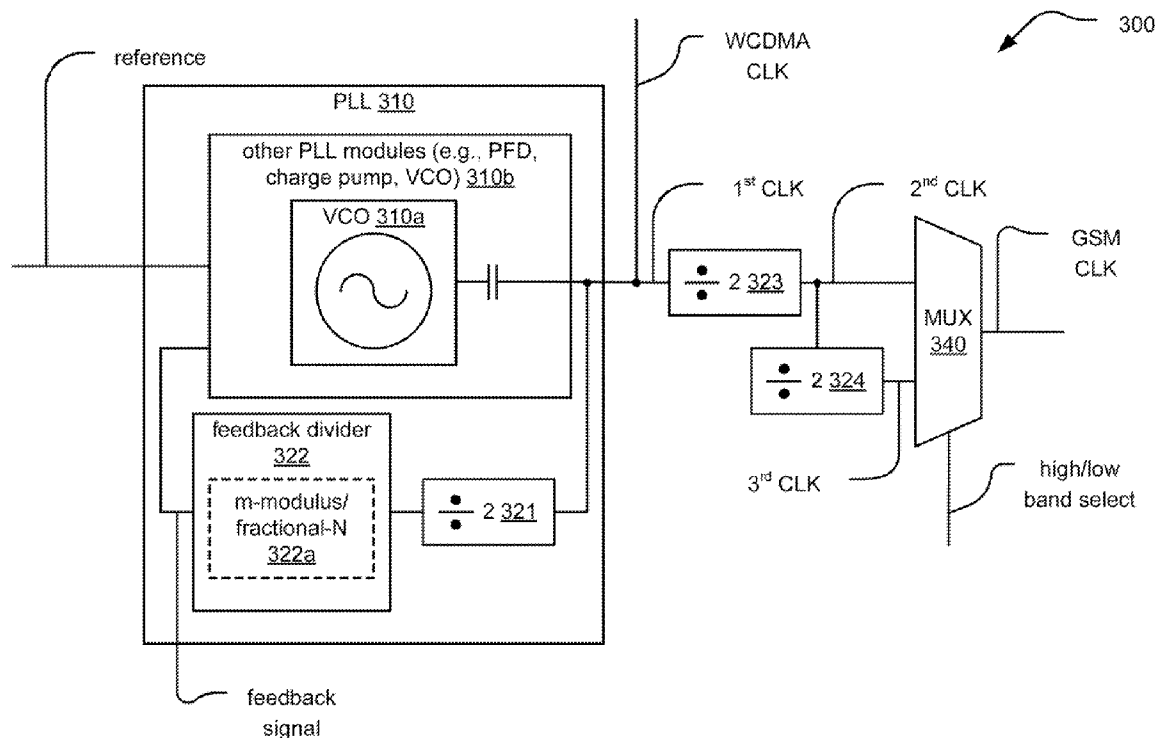 300
reference
WCDMA
CLK
PLL 310
other PLL modules (e.g., PFD,
charge pump, VCO) 310b
VCO 310a
1st CLK
2nd CLK
GSM
CLK
÷ 2 323
MUX
340
÷ 2 324
feedback divider
322
m-modulus/
fractional-N
322a
÷ 2 321
3rd CLK
high/low
band select
feedback
signal